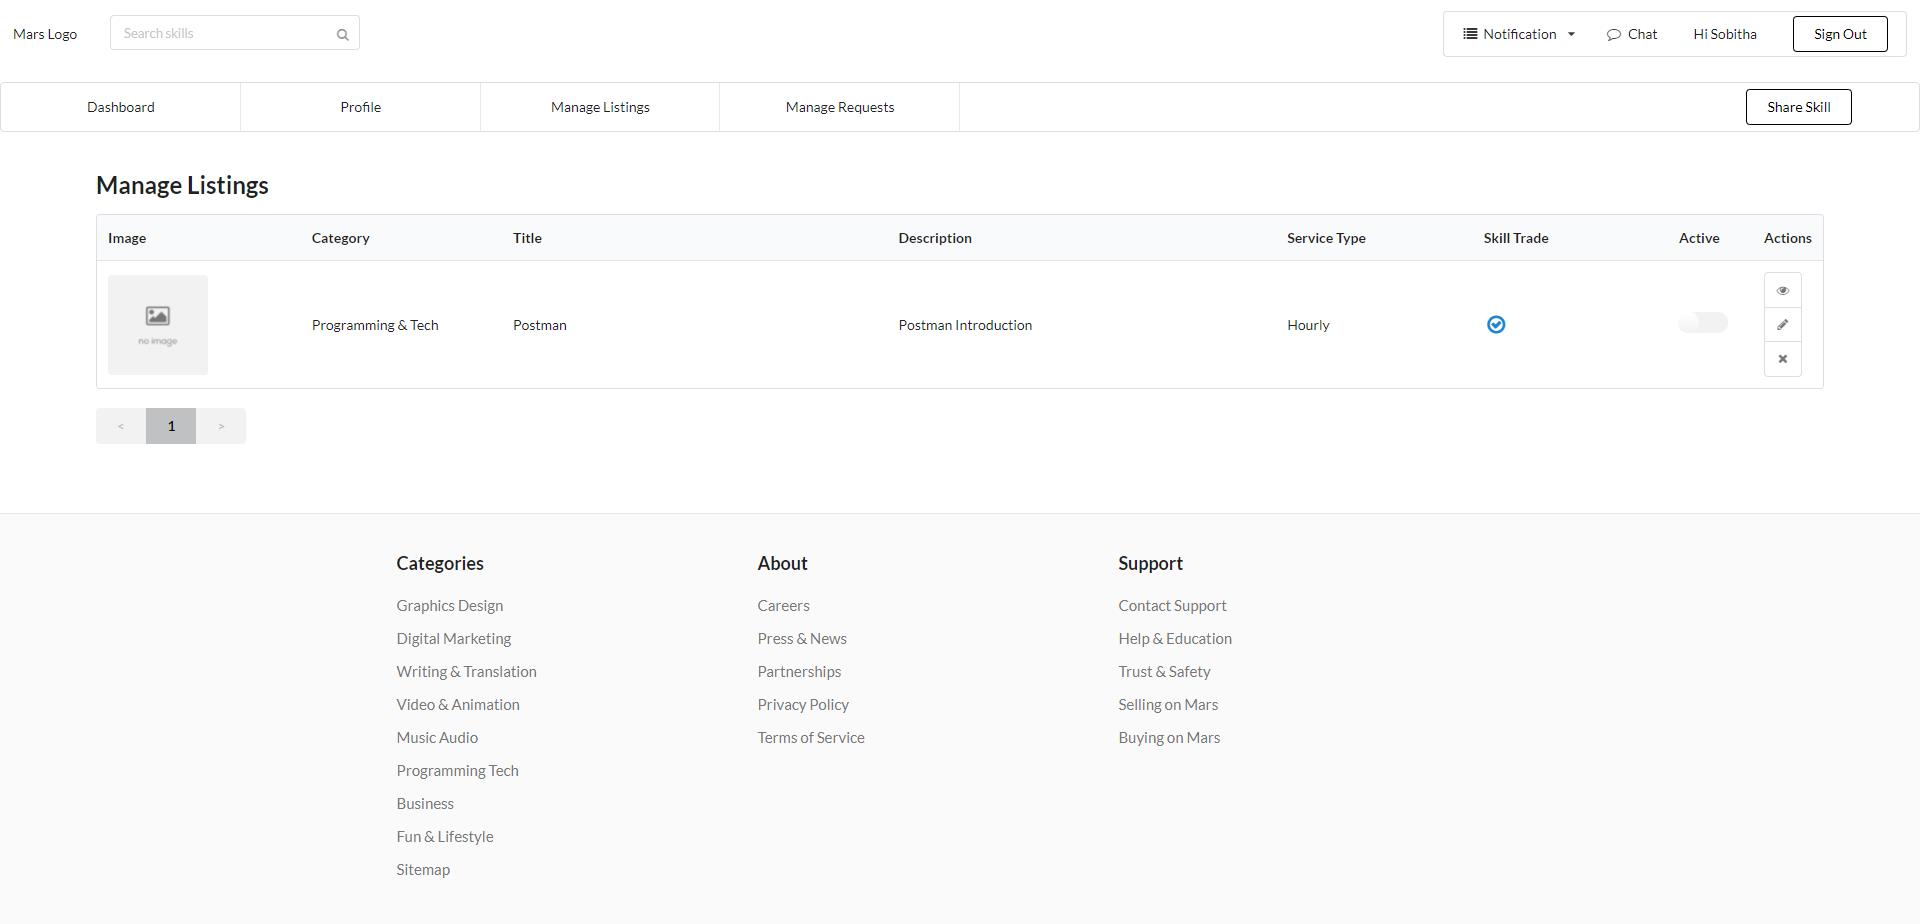 Mars Logo
Search skills
Notification
Chat
Hi Sobitha
Sign Out
Dashboard
Profile
Manage Listings
Manage Requests
Share Skill
Manage Listings
Image Category Title Description Service Type Skill Trade Active Actions
no image
Programming & Tech Postman Postman Introduction Hourly
< 1 >
Categories
Graphics Design
Digital Marketing
Writing & Translation
Video & Animation
Music Audio
Programming Tech
Business
Fun & Lifestyle
Sitemap
About
Careers
Press & News
Partnerships
Privacy Policy
Terms of Service
Support
Contact Support
Help & Education
Trust & Safety
Selling on Mars
Buying on Mars